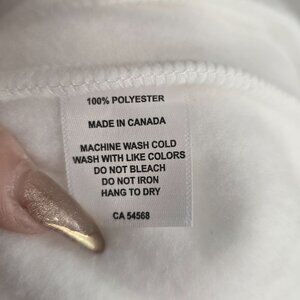 100% POLYESTER
MADE IN CANADA
MACHINE WASH COLD
WASH WITH LIKE COLORS
DO NOT BLEACH
DO NOT IRON
HANG TO DRY
CA 54568